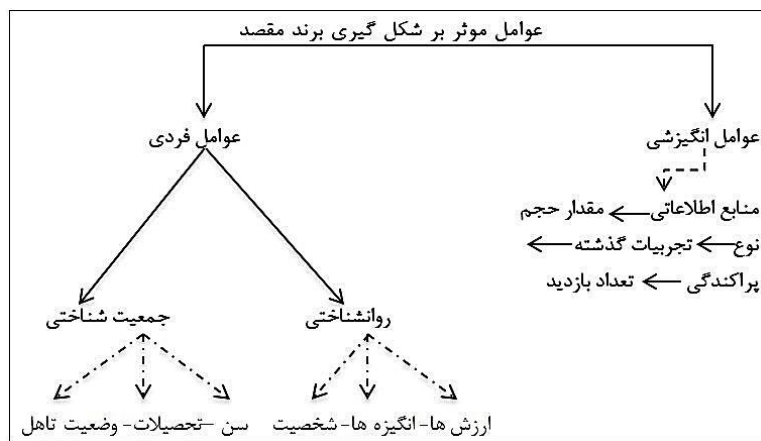 عوامل موثر بر شکل گیری برند مقصد
عوامل انگیزشی
عوامل فردی
منابع اطلاعاتی ← مقدار حجم
نوع ← تجربیات گذشته ←
پراکندگی ← تعداد بازدید
روانشناختی
جمعیت شناختی
ارزش ها-انگیزه ها-شخصیت
سن -تحصیلات-وضعیت تاهل